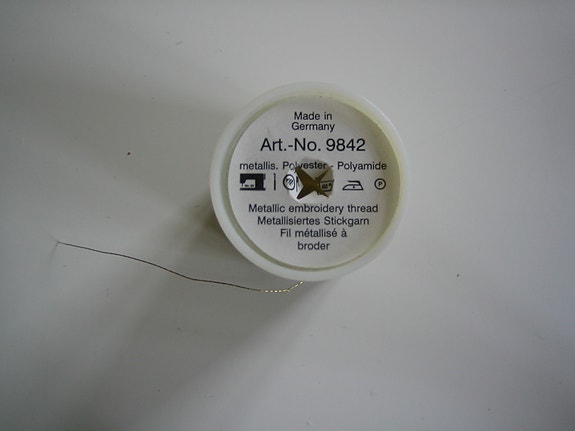 Made in
Germany
Art.-No. 9842
metallis. Polyester - Polyamide
P
Metallic embroidery thread
Metallisiertes Stickgarn
Fil métallisé à
broder